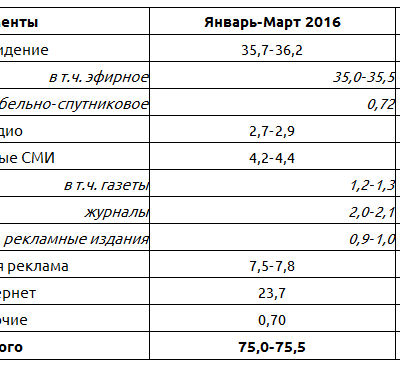 енты Январь-Март 2016
идение 35,7-36,2
в т.ч. эфирное 35,0-35,5
бельно-спутниковое 0,72
дио 2,7-2,9
ые СМИ 4,2-4,4
в т.ч. газеты 1,2-1,3
журналы 2,0-2,1
рекламные издания 0,9-1,0
я реклама 7,5-7,8
ернет 23,7
очие 0,70
ого 75,0-75,5